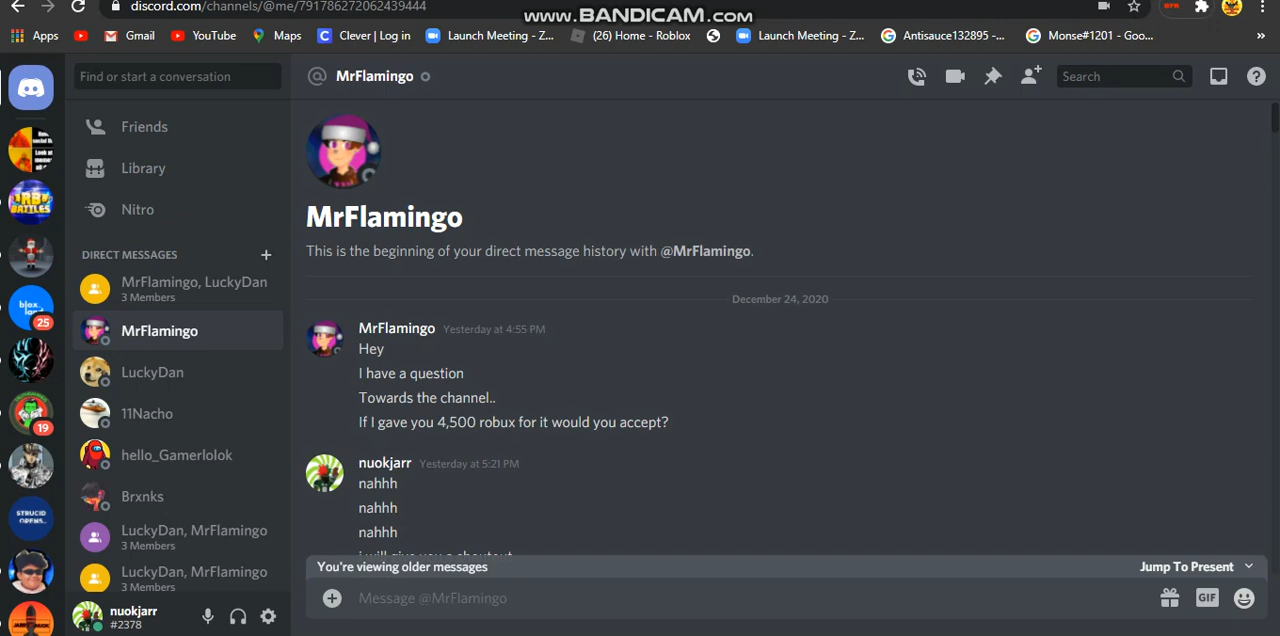 discord.com/channels/@me/791786272062439444
www.BANDICAM.com
Apps
Gmail
YouTube
Maps
Clever | Log in
Launch Meeting - Z...
(26) Home - Roblox
Launch Meeting - Z...
Antisauce132895 -...
Monse#1201 - Goo...
»
Find or start a conversation
MrFlamingo
Search
Friends
Library
Nitro
DIRECT MESSAGES
MrFlamingo, LuckyDan
3 Members
MrFlamingo
LuckyDan
11Nacho
hello_Gamerlolok
Brxnks
LuckyDan, MrFlamingo
3 Members
LuckyDan, MrFlamingo
3 Members
nuokjarr
#2378
25
19
STRUCID
MrFlamingo
This is the beginning of your direct message history with @MrFlamingo.
December 24, 2020
MrFlamingo Yesterday at 4:55 PM
Hey
I have a question
Towards the channel..
If I gave you 4,500 robux for it would you accept?
nuokjarr Yesterday at 5:21 PM
nahhh
nahhh
nahhh
i will give you a shoutout
You're viewing older messages
Jump To Present
Message @MrFlamingo
GIF